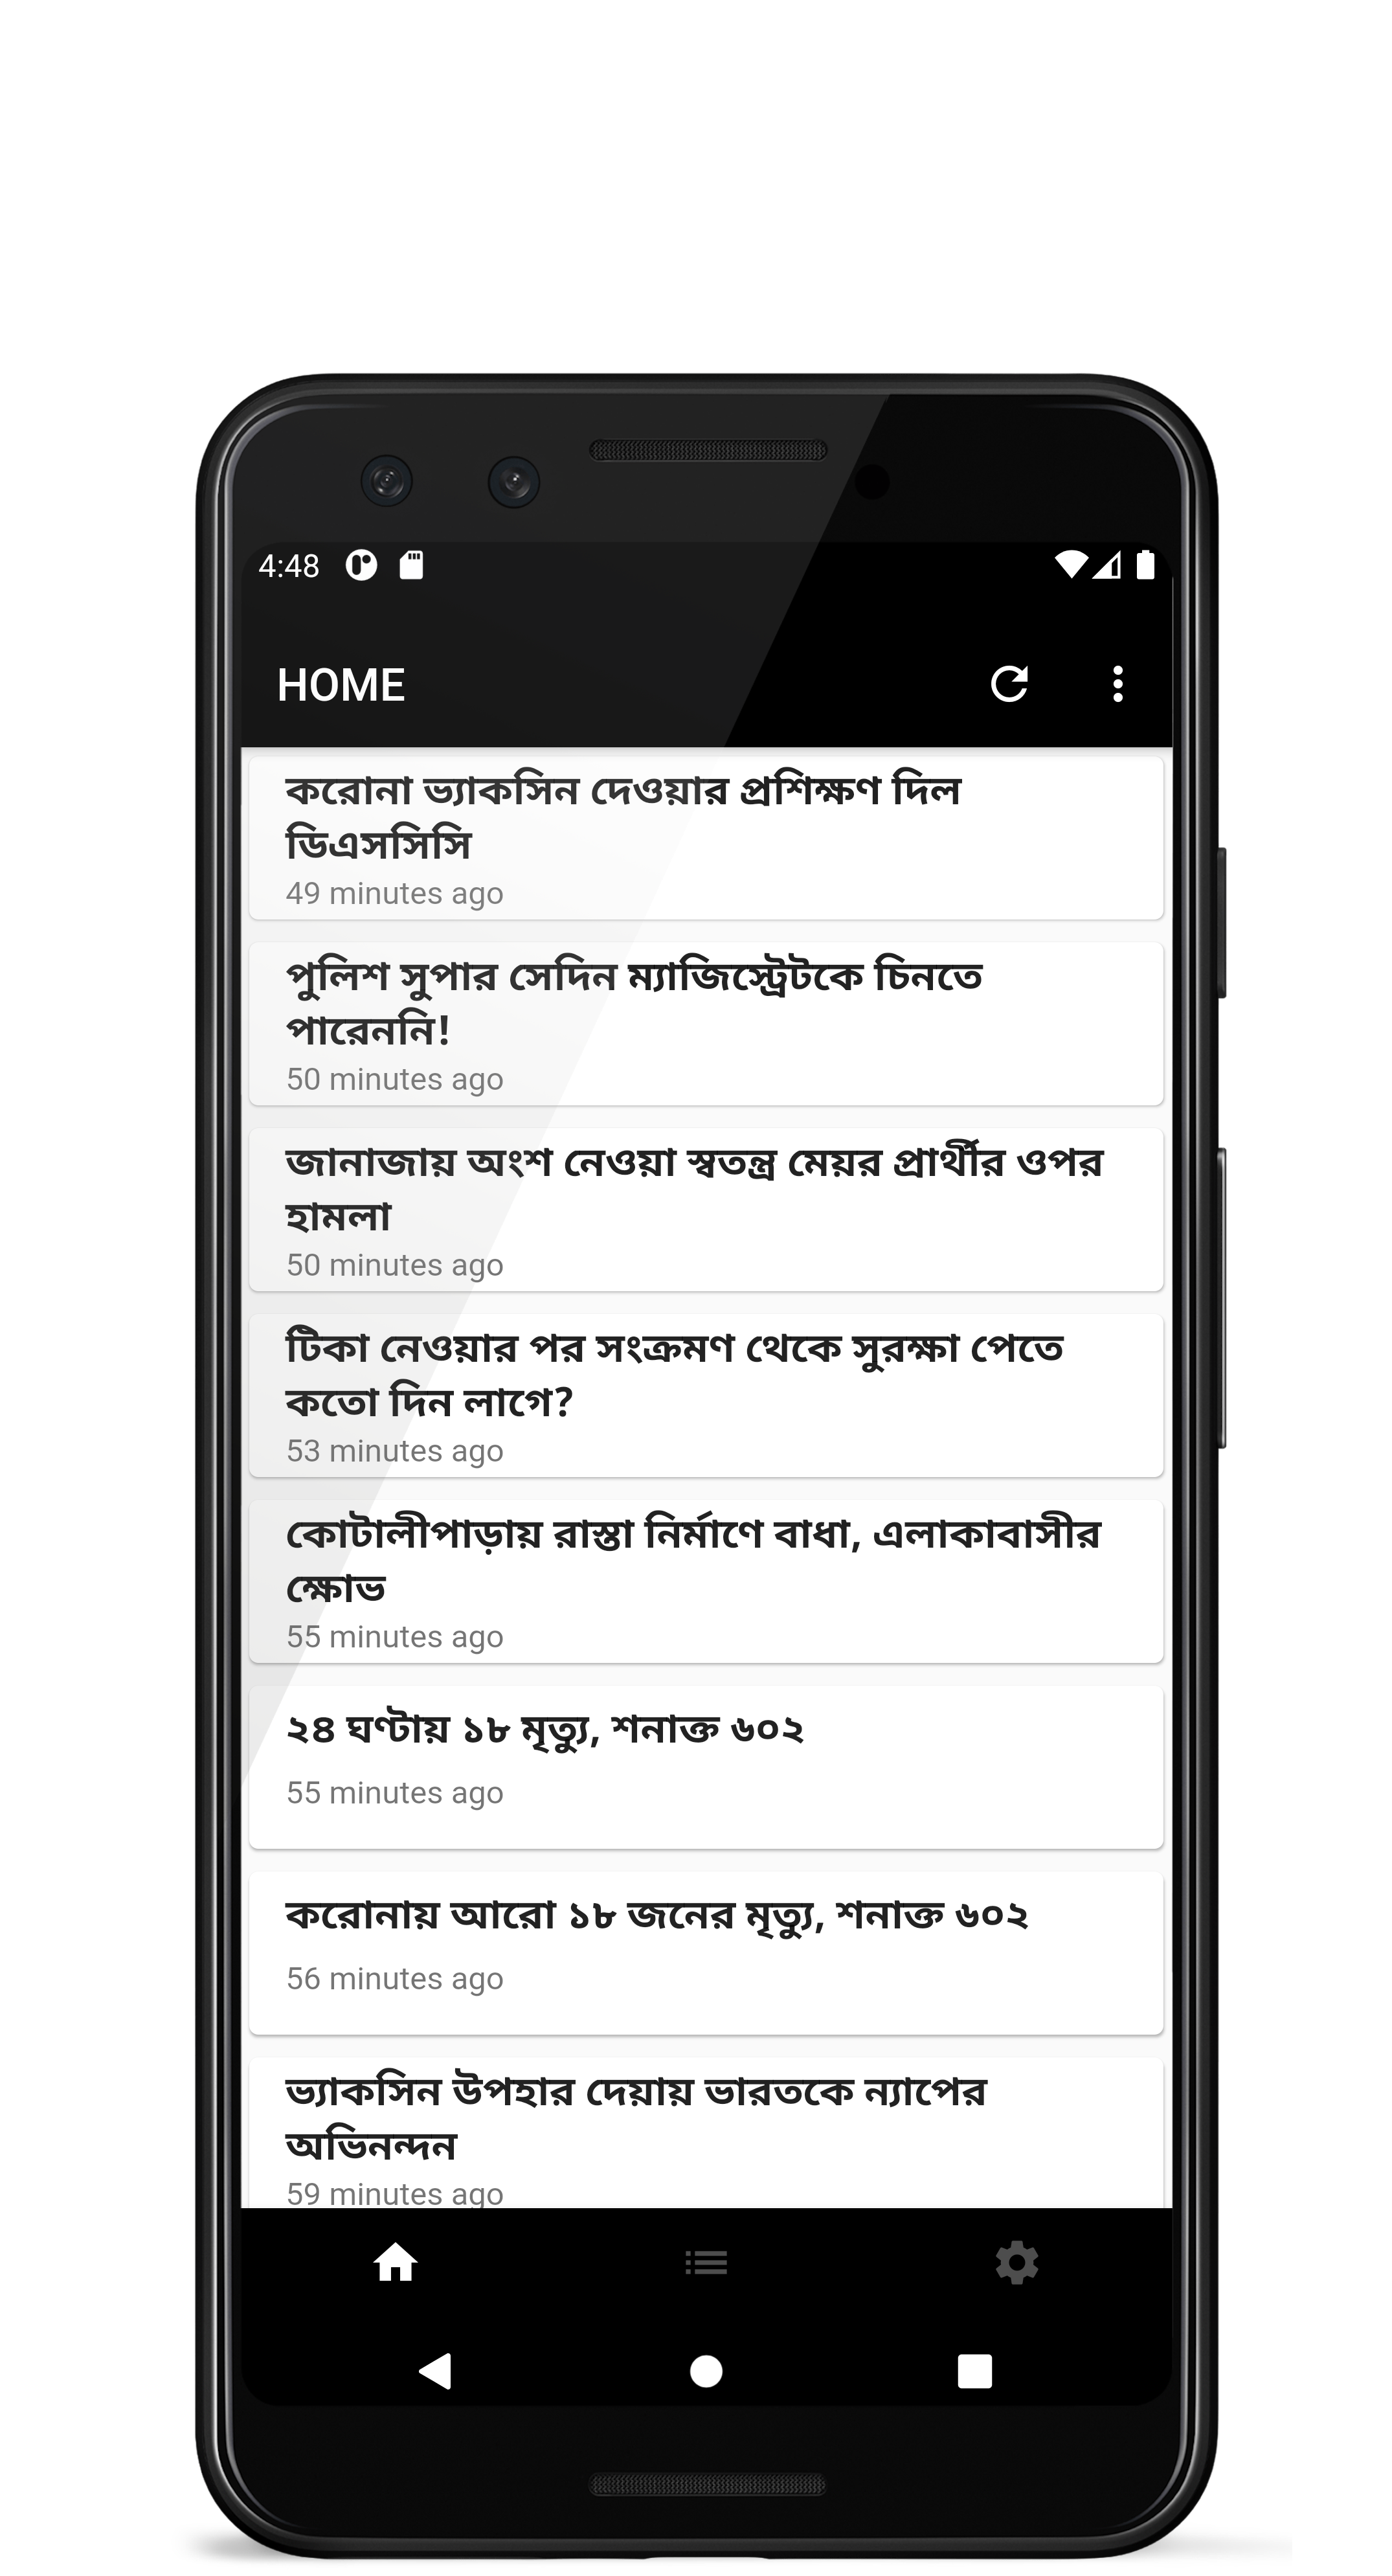 4:48
HOME
করোনা ভ্যাকসিন দেওয়ার প্রশিক্ষণ দিল
ডিএসসিসি
49 minutes ago
পুলিশ সুপার সেদিন ম্যাজিস্ট্রেটকে চিনতে
পারেননি!
50 minutes ago
জানাজায় অংশ নেওয়া স্বতন্ত্র মেয়র প্রার্থীর ওপর
হামলা
50 minutes ago
টিকা নেওয়ার পর সংক্রমণ থেকে সুরক্ষা পেতে
কতো দিন লাগে?
53 minutes ago
কোটালীপাড়ায় রাস্তা নির্মাণে বাধা, এলাকাবাসীর
ক্ষোভ
55 minutes ago
২৪ ঘণ্টায় ১৮ মৃত্যু, শনাক্ত ৬০২
55 minutes ago
করোনায় আরো ১৮ জনের মৃত্যু, শনাক্ত ৬০২
56 minutes ago
ভ্যাকসিন উপহার দেয়ায় ভারতকে ন্যাপের
অভিনন্দন
59 minutes ago